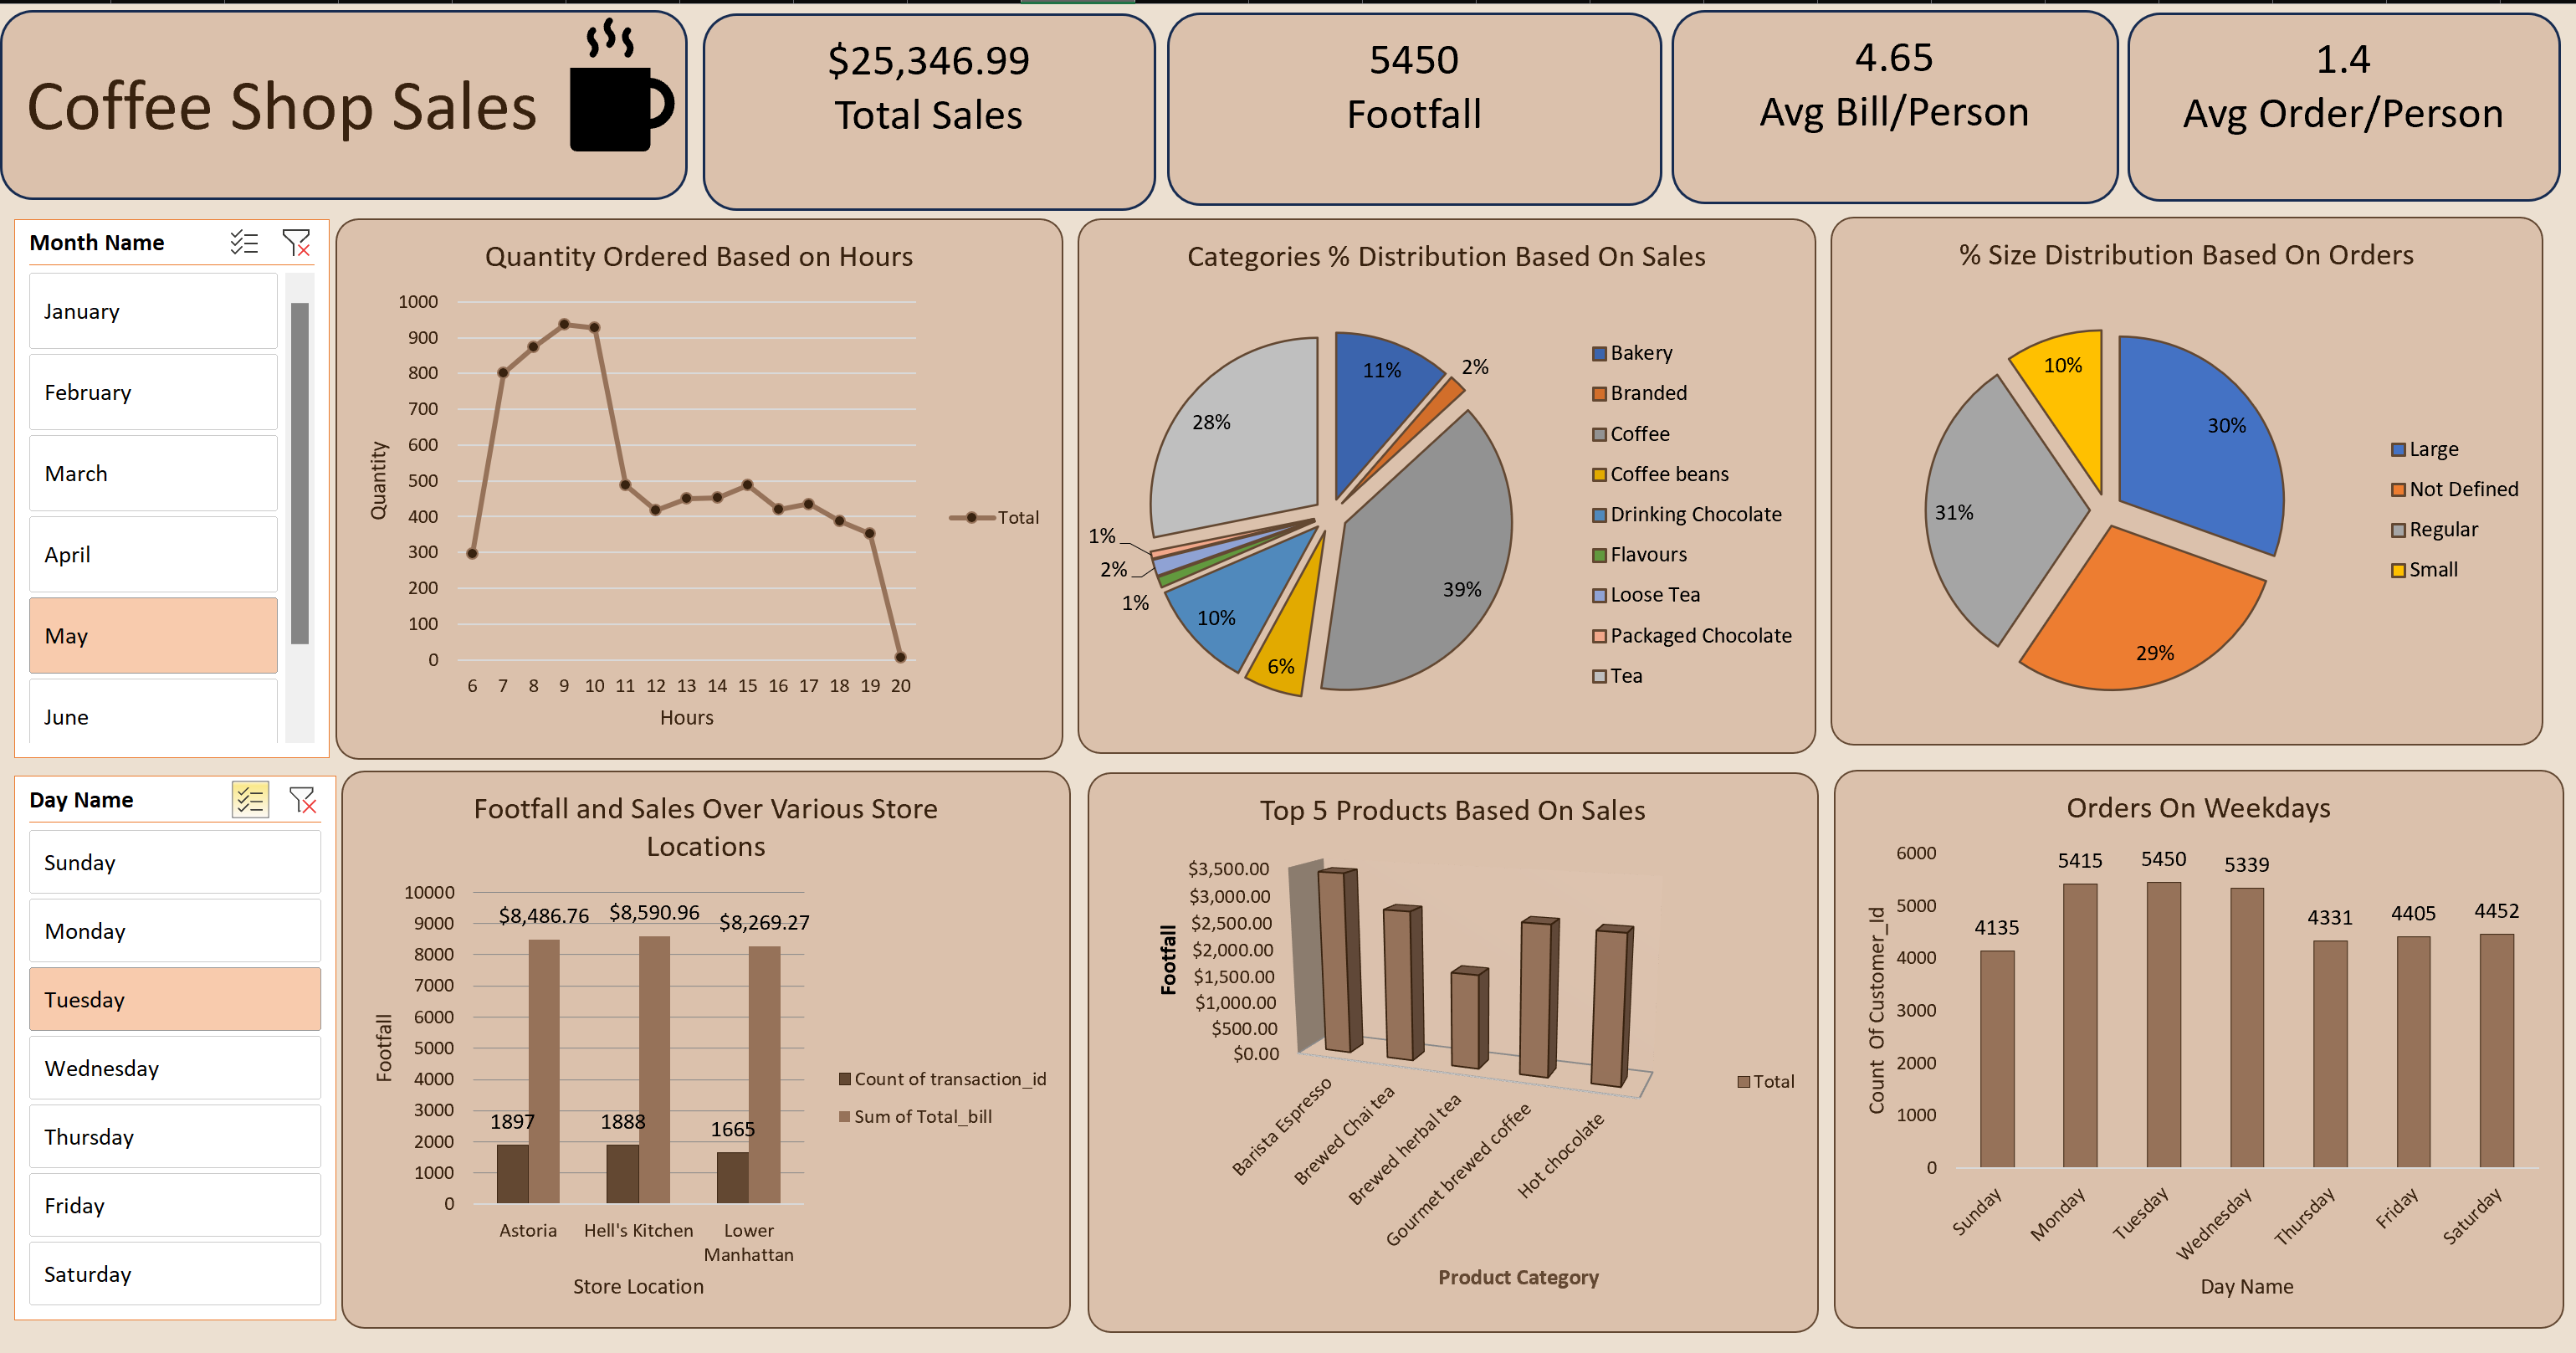 Coffee Shop Sales
$25,346.99
Total Sales
5450
Footfall
4.65
Avg Bill/Person
1.4
Avg Order/Person
Month Name
January
February
March
April
May
June
Quantity Ordered Based on Hours
1000
900
800
700
600
500
400
300
200
100
0
Quantity
6 7 8 9 10 11 12 13 14 15 16 17 18 19 20
Hours
Total
Categories % Distribution Based On Sales
11%
2%
28%
39%
1%
2%
1%
10%
6%
Bakery
Branded
Coffee
Coffee beans
Drinking Chocolate
Flavours
Loose Tea
Packaged Chocolate
Tea
% Size Distribution Based On Orders
10%
30%
31%
29%
Large
Not Defined
Regular
Small
Day Name
Sunday
Monday
Tuesday
Wednesday
Thursday
Friday
Saturday
Footfall and Sales Over Various Store
Locations
10000
9000
8000
7000
6000
5000
4000
3000
2000
1000
0
Footfall
$8,486.76 $8,590.96 $8,269.27
1897 1888 1665
Astoria Hell's Kitchen Lower
Manhattan
Store Location
Count of transaction_id
Sum of Total_bill
Top 5 Products Based On Sales
$3,500.00
$3,000.00
$2,500.00
$2,000.00
$1,500.00
$1,000.00
$500.00
$0.00
Footfall
Barista Espresso
Brewed Chai tea
Brewed herbal tea
Gourmet brewed coffee
Hot chocolate
Product Category
Total
Orders On Weekdays
6000
5000
4000
3000
2000
1000
0
Count Of Customer_Id
4135 5415 5450 5339 4331 4405 4452
Sunday
Monday
Tuesday
Wednesday
Thursday
Friday
Saturday
Day Name